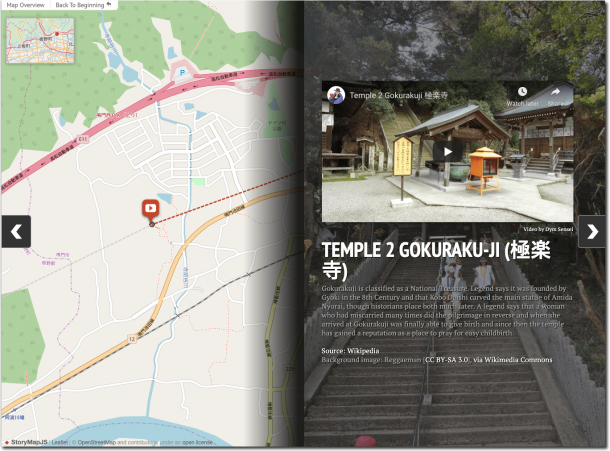 Map Overview
Back To Beginning
P
E11
12
Temple 2 Gokurakuji 極楽寺
Watch later
Share
Video by Dym Sensei
TEMPLE 2 GOKURAKU-JI (極楽
寺)
Gokurakuji is classified as a National Treasure. Legend says it was founded by
Gyōki in the 8th Century and that Kobo Daishi carved the main statue of Amida
Nyorai, though historians place both much later. A legend says that a woman
who had miscarried many times did the pilgrimage in reverse and when she
arrived at Gokurakuji was finally able to give birth and since then the temple
has gained a reputation as a place to pray for easy childbirth.
Source: Wikipedia
Background image: Reggaeman [CC BY-SA 3.0], via Wikimedia Commons
StoryMapJS | Leaflet | © OpenStreetMap and contributors, under an open license